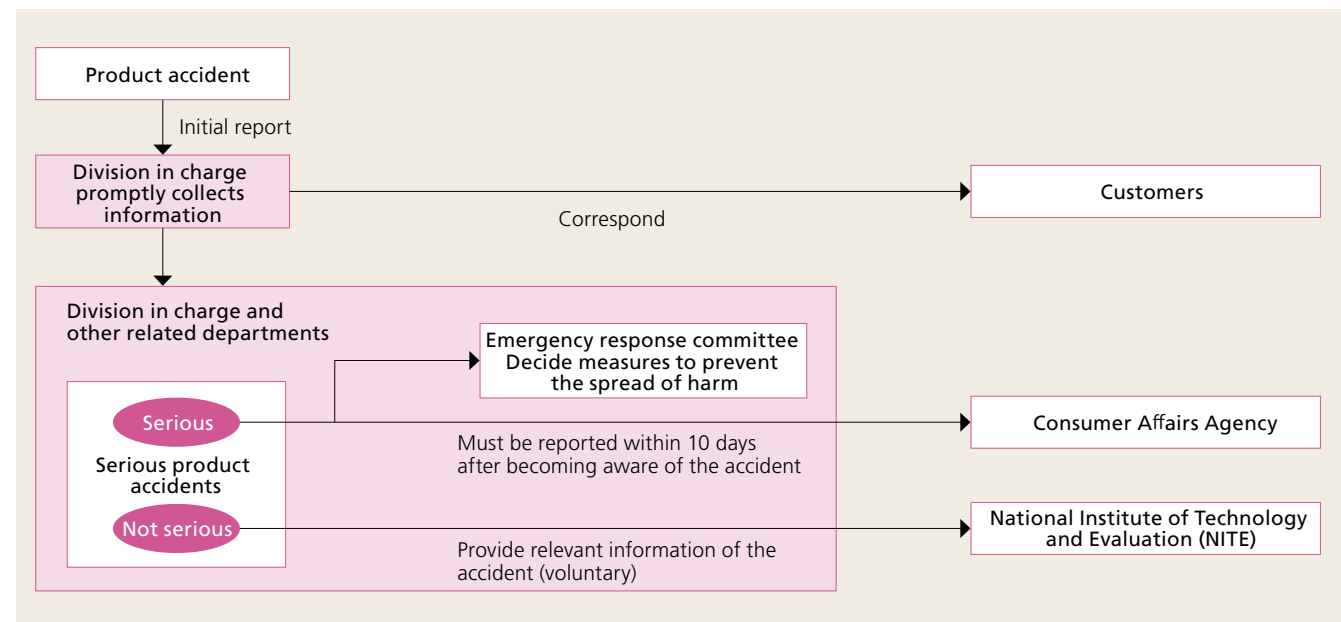 Product accident
Initial report
Division in charge
promptly collects
information
Correspond
Customers
Division in charge and
other related departments
Emergency response committee
Decide measures to prevent
the spread of harm
Serious
Serious product
accidents
Not serious
Must be reported within 10 days
after becoming aware of the accident
Consumer Affairs Agency
Provide relevant information of the
accident (voluntary)
National Institute of Technology
and Evaluation (NITE)